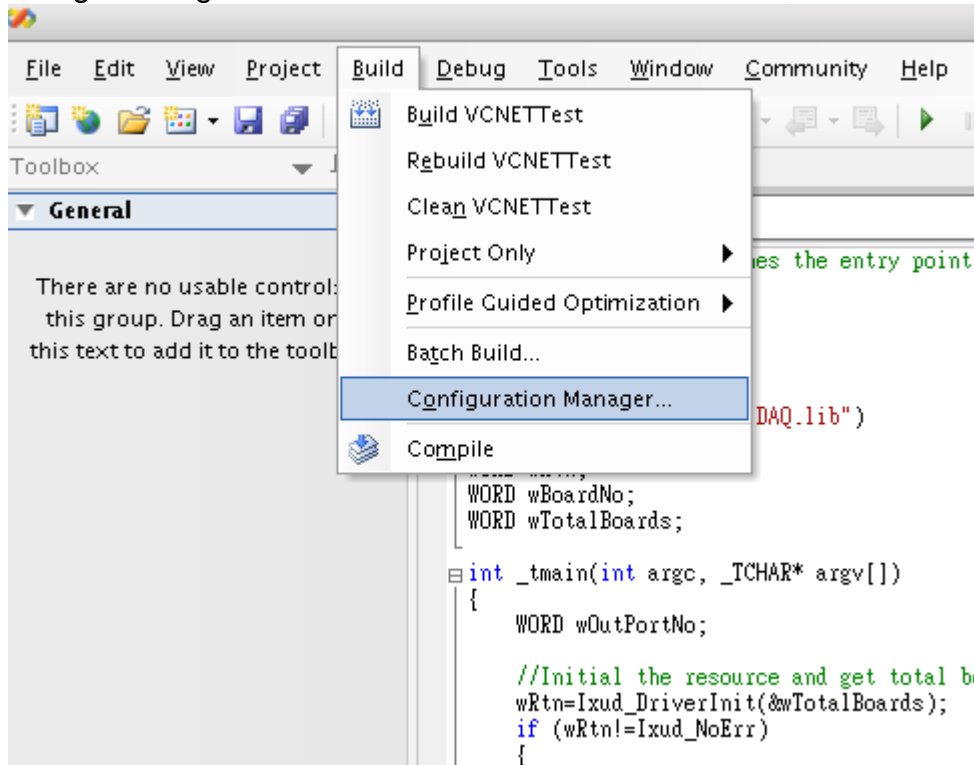 File Edit View Project Build Debug Tools Window Community Help
Toolbox
General
There are no usable control
this group. Drag an item or
this text to add it to the
Build VCNETTest
Rebuild VCNETTest
Clean VCNETTest
Project Only
Profile Guided Optimization
Batch Build...
Configuration Manager...
Compile
the entry point
DAQ.lib")
WORD wBoardNo;
WORD wTotalBoards;
int _tmain(int argc, _TCHAR* argv[])
{
WORD wOutPortNo;
//Initial the resource and get total
wRtn=Ixud_DriverInit(&wTotalBoards);
if (wRtn!=Ixud_NoErr)
{